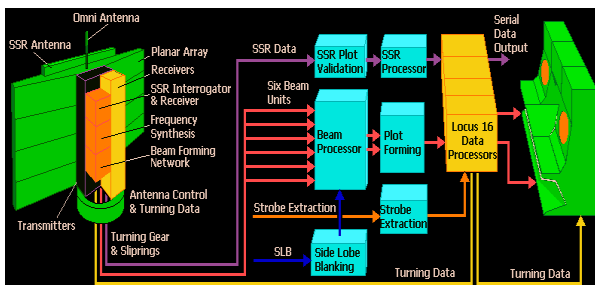 Omni Antenna
SSR Antenna
Planar Array
Receivers
SSR Interrogator
& Receiver
Frequency
Synthesis
Beam Forming
Network
Antenna Control
& Turning Data
Transmitters
Turning Gear
& Sliprings
SSR Data
Six Beam
Units
SSR Plot
Validation
SSR
Processor
Beam
Processor
Plot
Forming
Strobe Extraction
Strobe
Extraction
SLB
Side Lobe
Blanking
Locus 16
Data
Processors
Serial
Data
Output
Turning Data
Turning Data